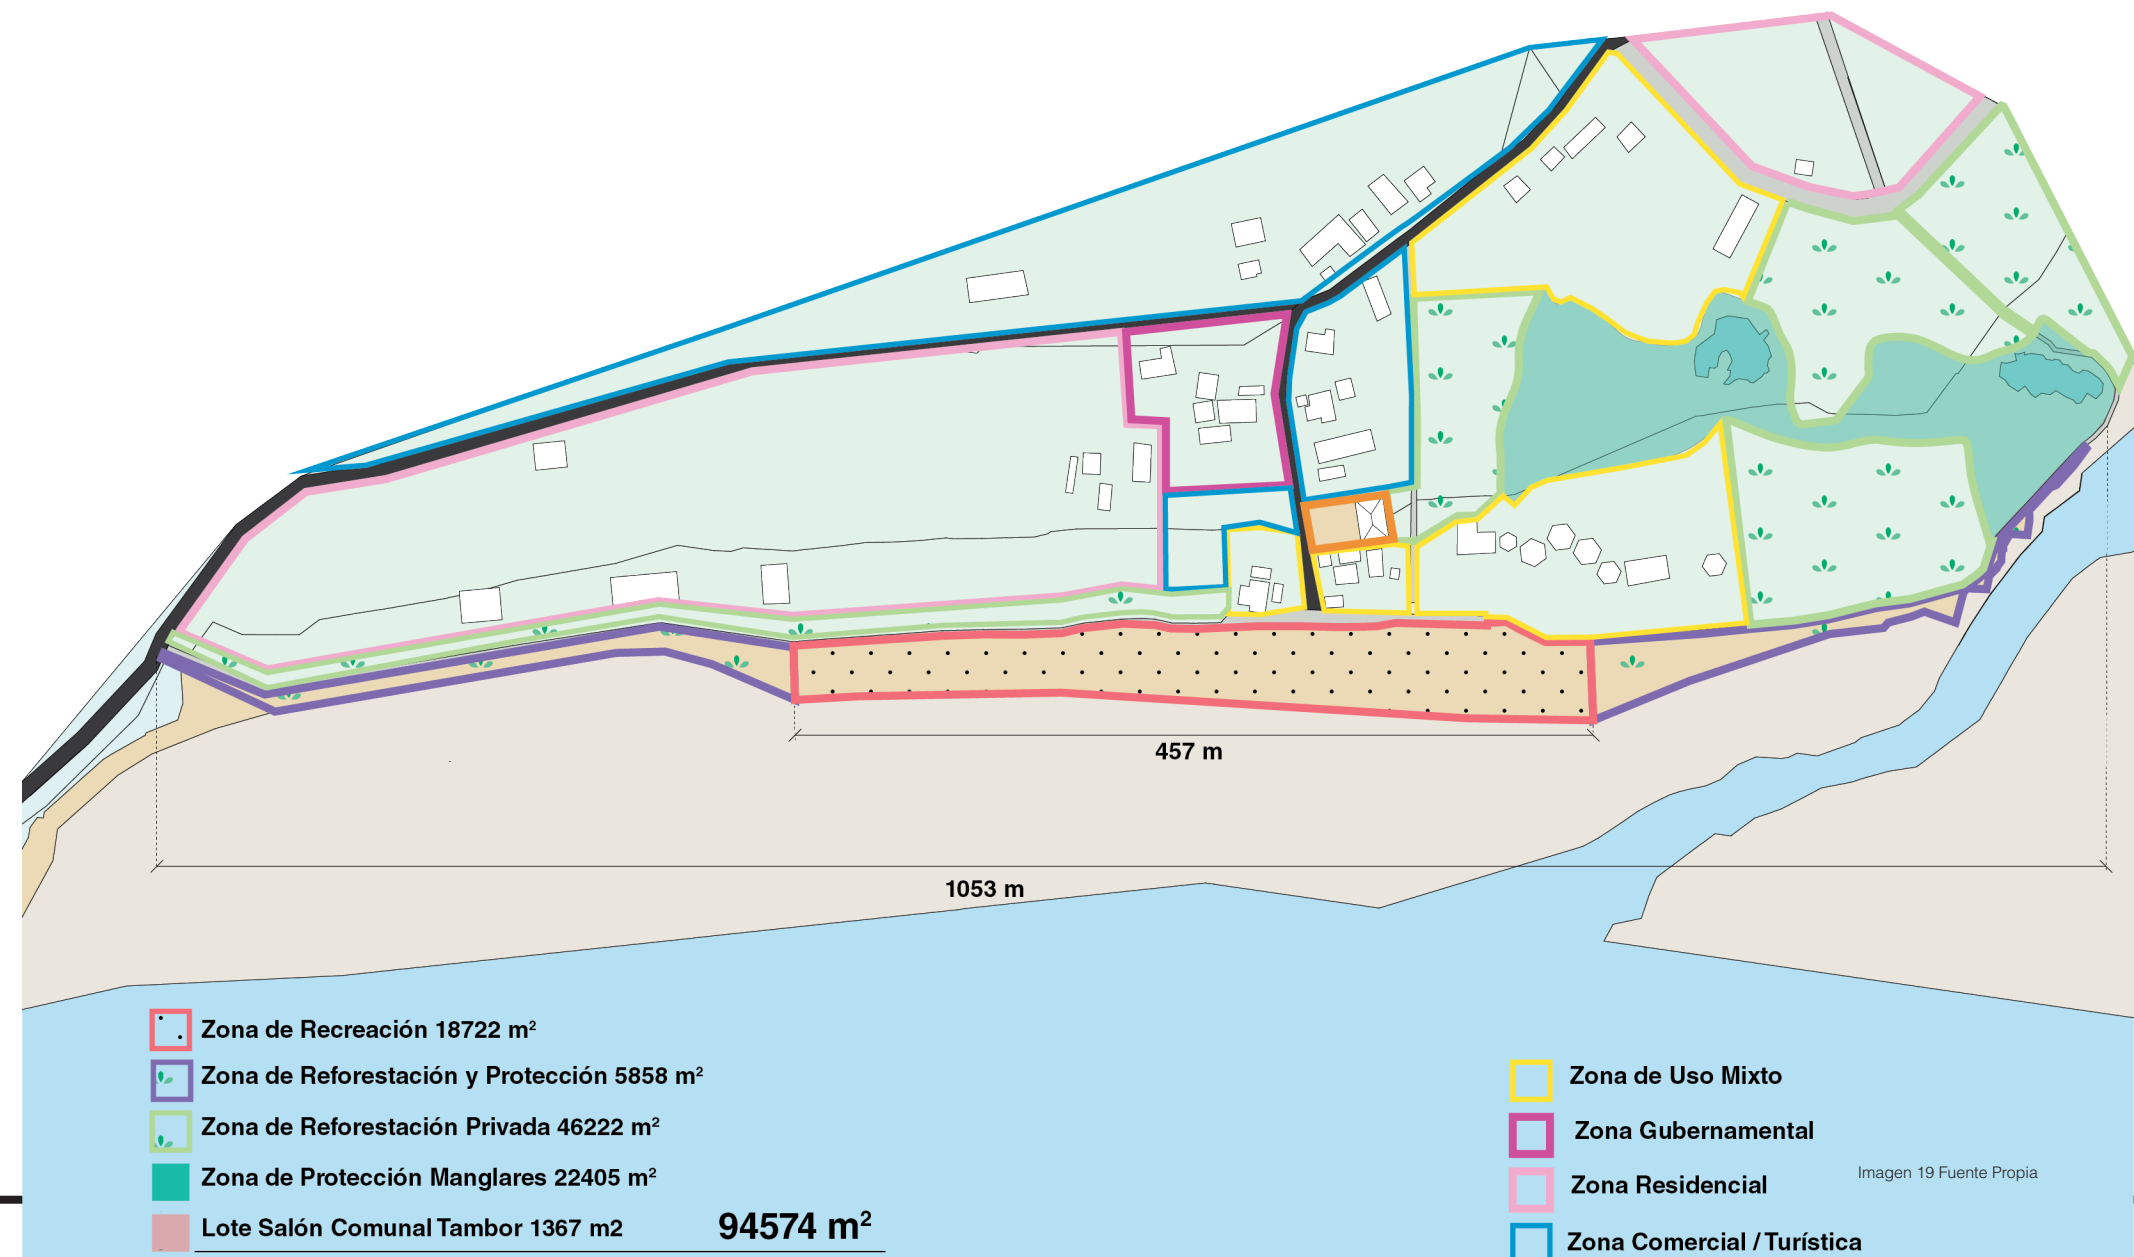 457 m
1053 m
Zona de Recreación 18722 m²
Zona de Reforestación y Protección 5858 m²
Zona de Reforestación Privada 46222 m²
Zona de Protección Manglares 22405 m²
Lote Salón Comunal Tambor 1367 m2
94574 m²
Zona de Uso Mixto
Zona Gubernamental
Zona Residencial
Imagen 19 Fuente Propia
Zona Comercial / Turística